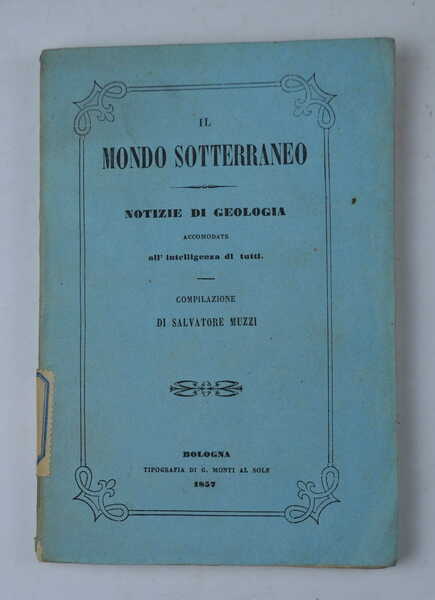 IL
MONDO SOTTERRANEO
NOTIZIE DI GEOLOGIA
ACCOMODATE
all' intelligenza di tutti.
COMPILAZIONE
DI SALVATORE MUZZI
BOLOGNA
TIPOGRAFIA DI G. MONTI AL SOLE
1857